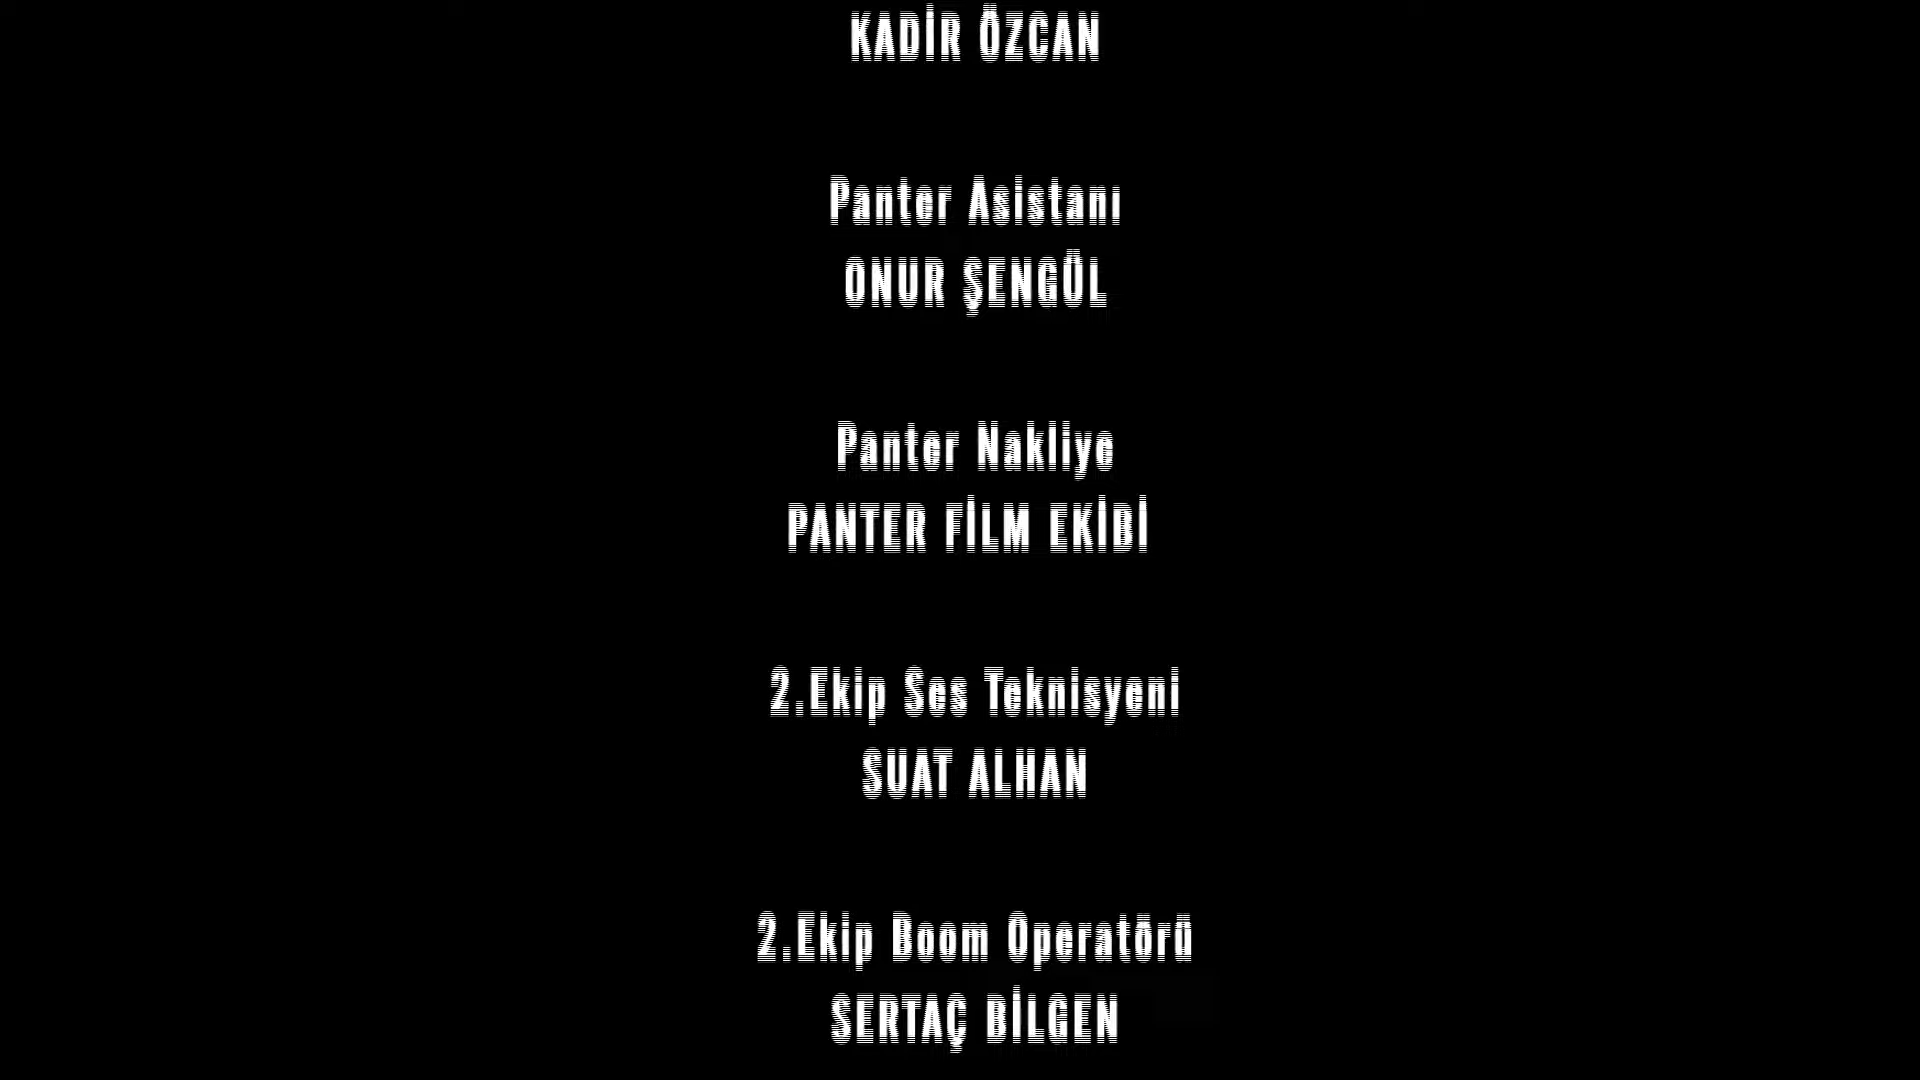 KADİR ÖZCAN
Panter Asistanı
ONUR ŞENGÜL
Panter Nakliye
PANTER FİLM EKİBİ
2.Ekip Ses Teknisyeni
SUAT ALHAN
2.Ekip Boom Operatörü
SERTAÇ BİLGEN